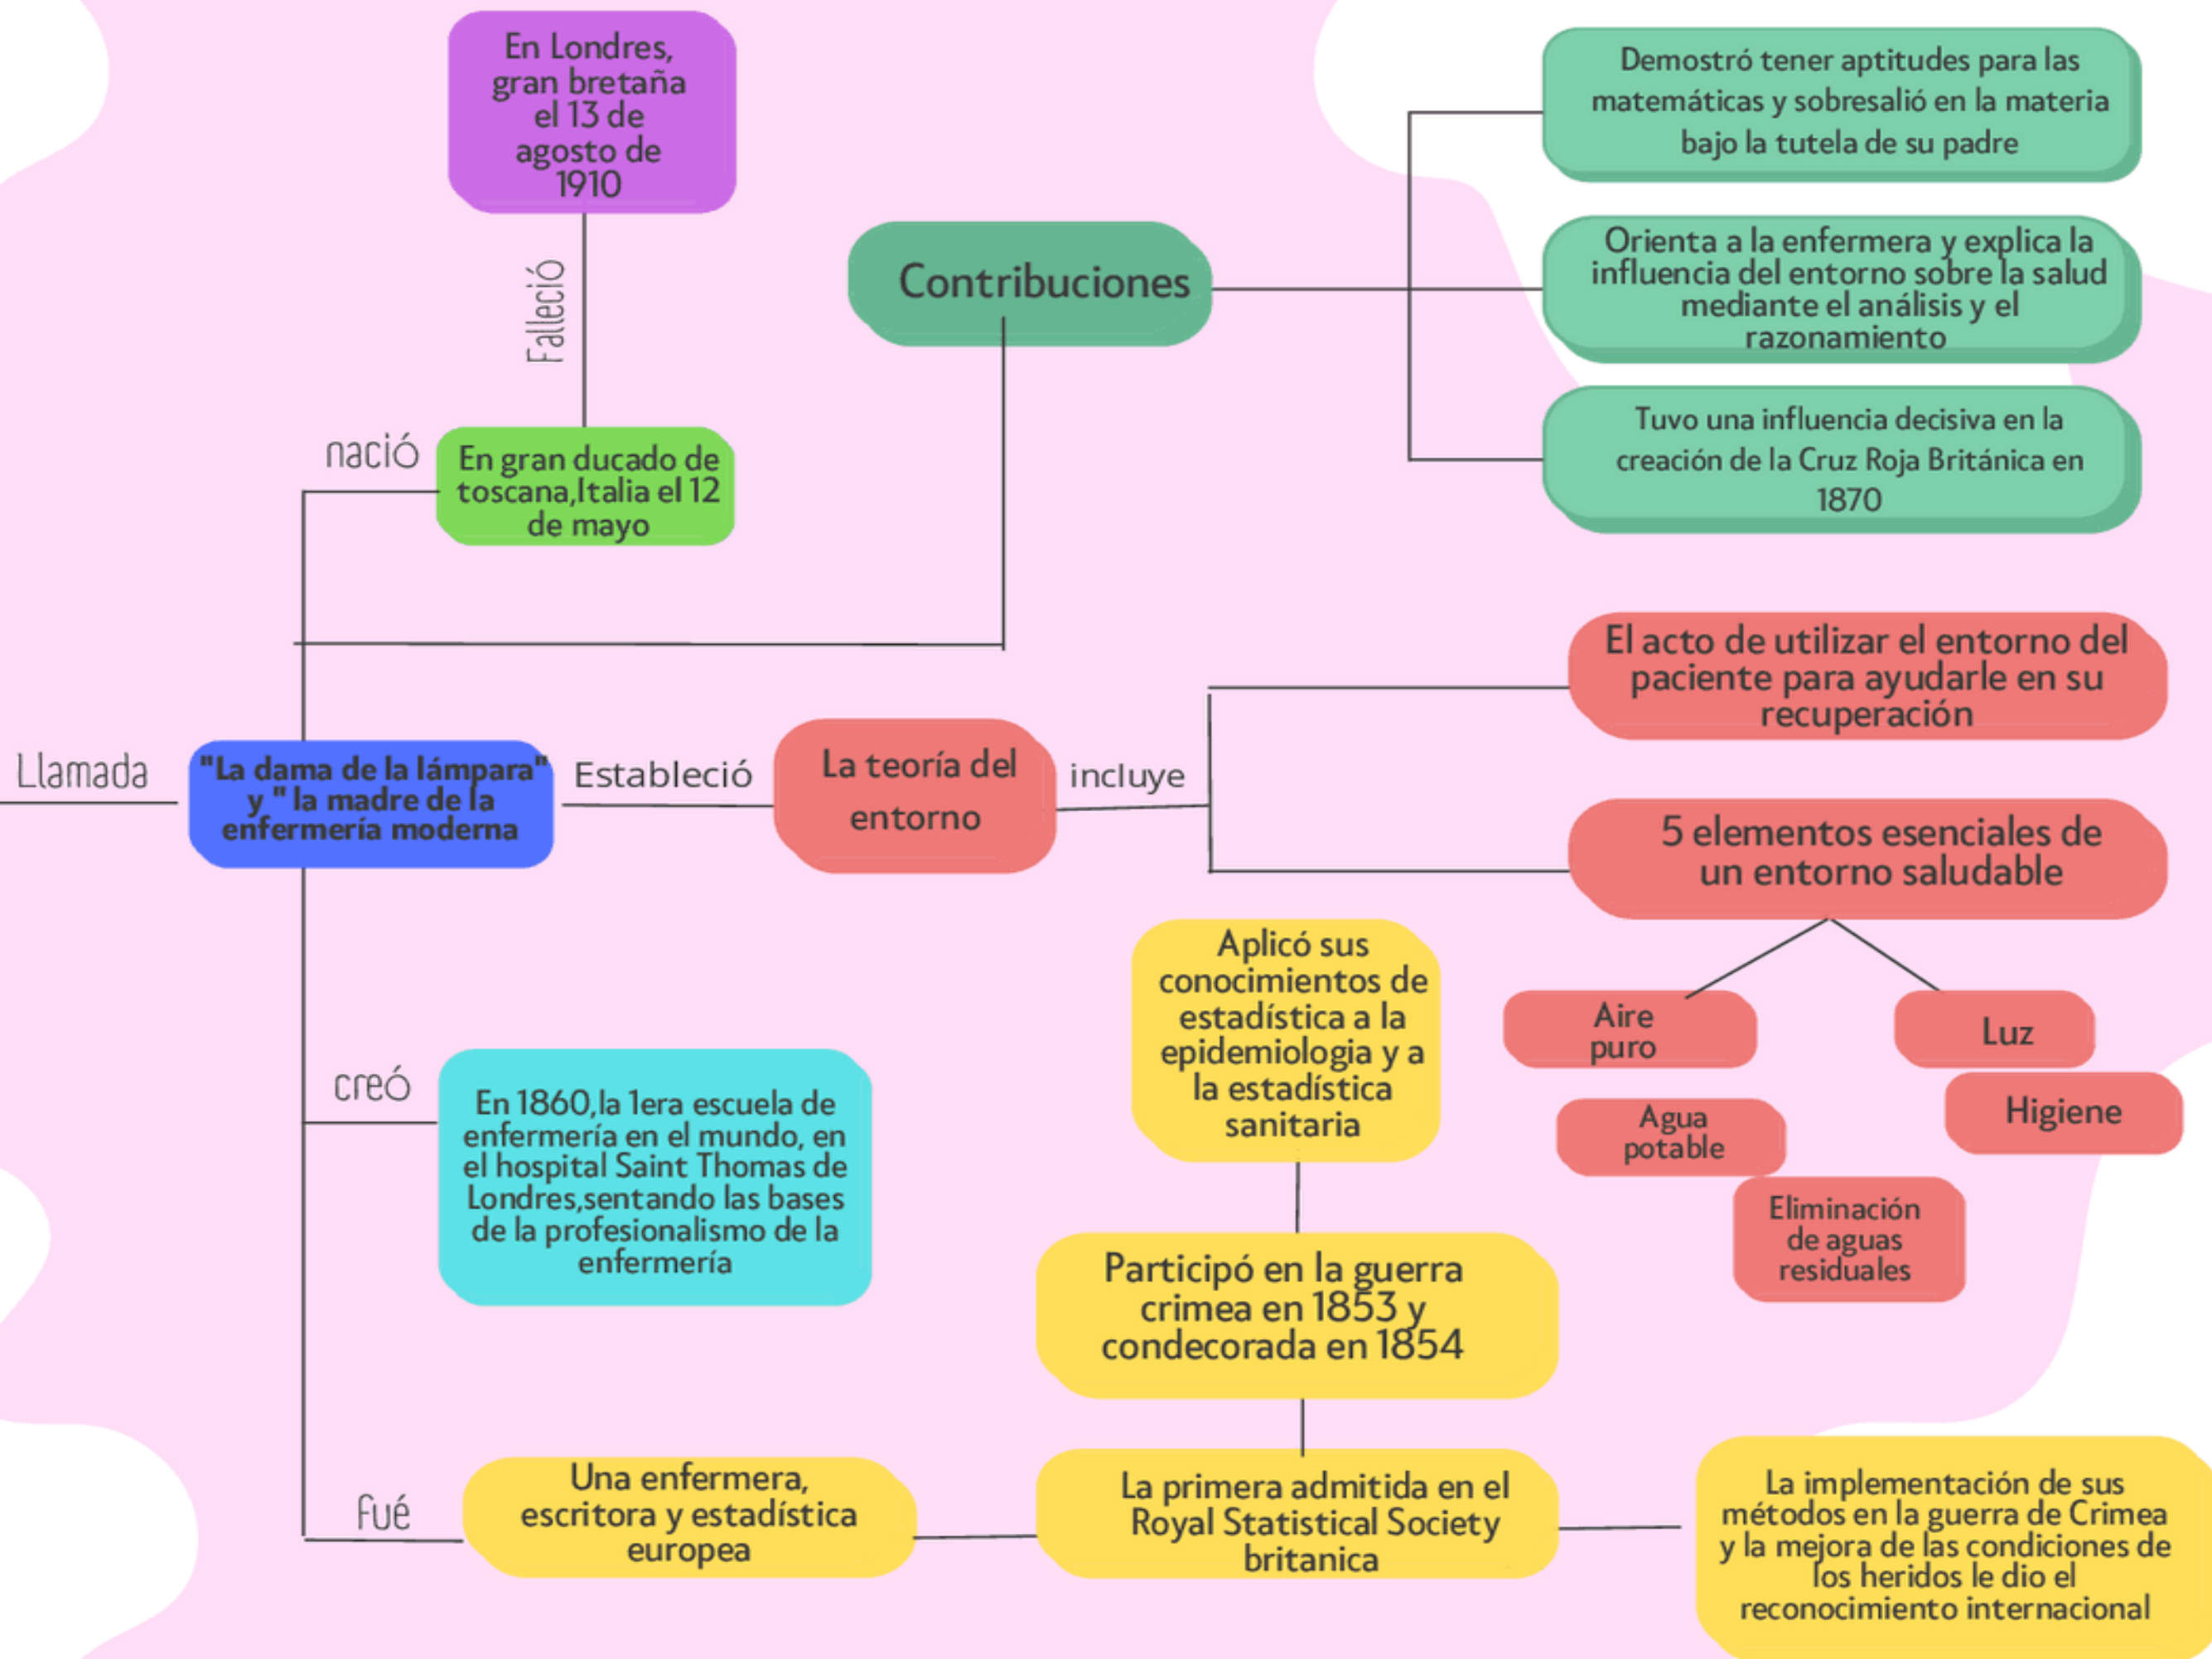 En Londres,
gran bretaña
el 13 de
agosto de
1910
Falleció
nació
En gran ducado de
toscana,Italia el 12
de mayo
Contribuciones
Demostró tener aptitudes para las
matemáticas y sobresalió en la materia
bajo la tutela de su padre
Orienta a la enfermera y explica la
influencia del entorno sobre la salud
mediante el análisis y el
razonamiento
Tuvo una influencia decisiva en la
creación de la Cruz Roja Británica en
1870
Llamada
"La dama de la lámpara"
y " la madre de la
enfermería moderna
Estableció
La teoría del
entorno
incluye
El acto de utilizar el entorno del
paciente para ayudarle en su
recuperación
5 elementos esenciales de
un entorno saludable
Aire
puro
Luz
Higiene
Agua
potable
Eliminación
de aguas
residuales
creó
En 1860,la 1era escuela de
enfermería en el mundo, en
el hospital Saint Thomas de
Londres,sentando las bases
de la profesionalismo de la
enfermería
Aplicó sus
conocimientos de
estadística a la
epidemiologia y a
la estadística
sanitaria
Participó en la guerra
crimea en 1853 y
condecorada en 1854
fué
Una enfermera,
escritora y estadística
europea
La primera admitida en el
Royal Statistical Society
britanica
La implementación de sus
métodos en la guerra de Crimea
y la mejora de las condiciones de
los heridos le dio el
reconocimiento internacional